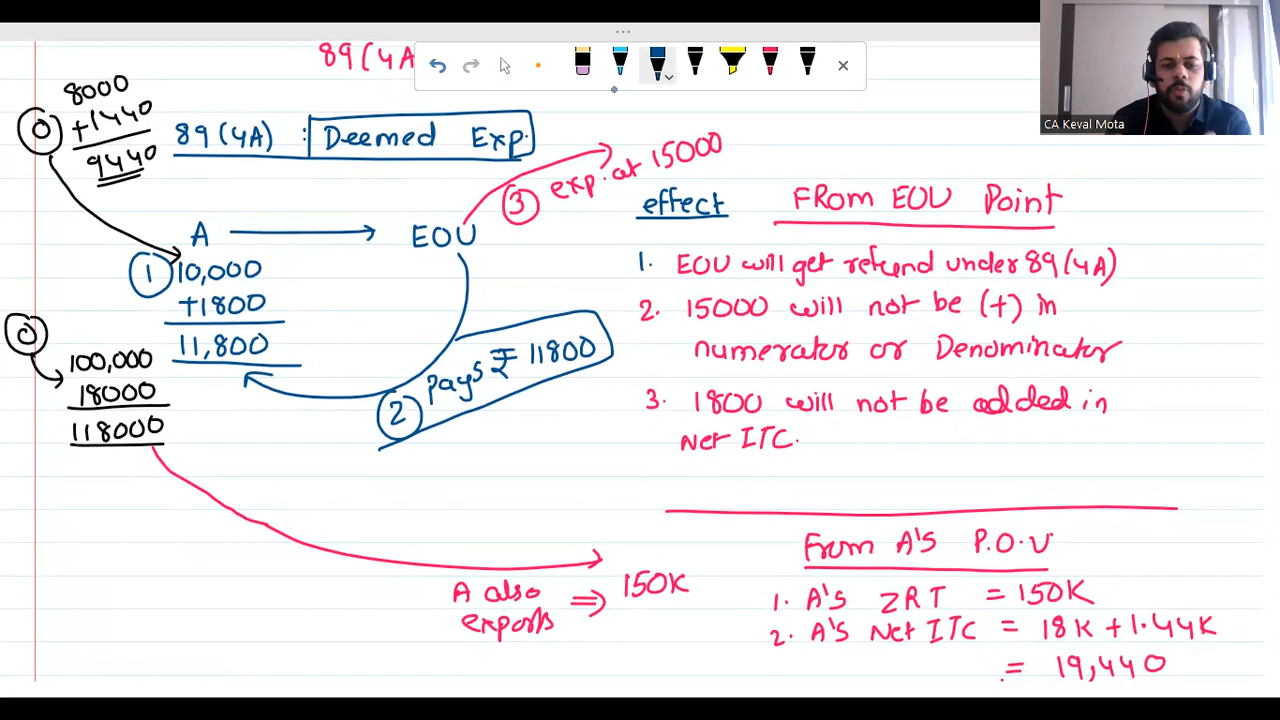 89(4A
CA Keval Mota
8000
+1440
9440
0
89(4A) : Deemed Exp.
A → EOU
3 exp. at 15000
1 10,000
+1800
11,800
2 Pays ₹ 11800
0
100,000
18000
118000
A also exports ⇒ 150K
effect FROM EOU Point
1. EOU will get refund under 89(4A)
2. 15000 will not be (+) in
numerator or Denominator
3. 1800 will not be added in
Net ITC.
From A'S P.O.V
1. A'S ZRT = 150K
2. A'S Net ITC = 18K + 1.44K
= 19,440